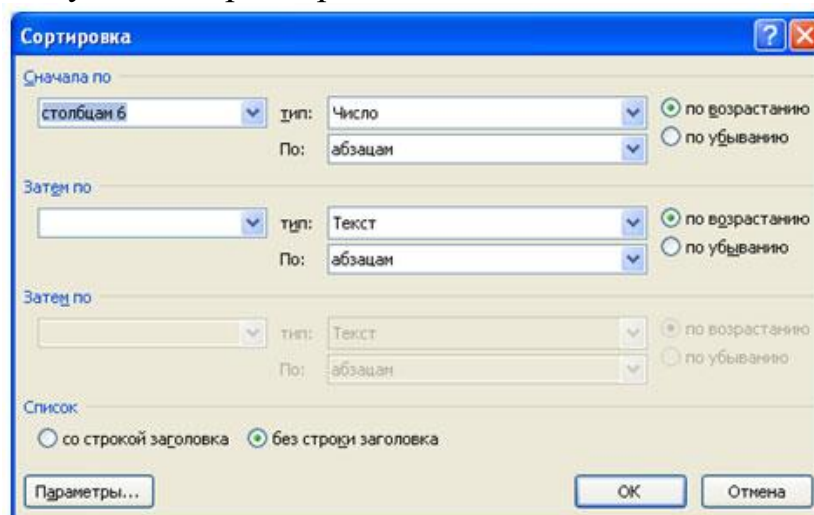 Сортировка
Сначала по
столбцам 6 тип: Число по возрастанию
По: абзацам по убыванию
Затем по
тип: Текст по возрастанию
По: абзацам по убыванию
Затем по
тип: Текст по возрастанию
По: абзацам по убыванию
Список
со строкой заголовка без строки заголовка
Параметры... ОК Отмена